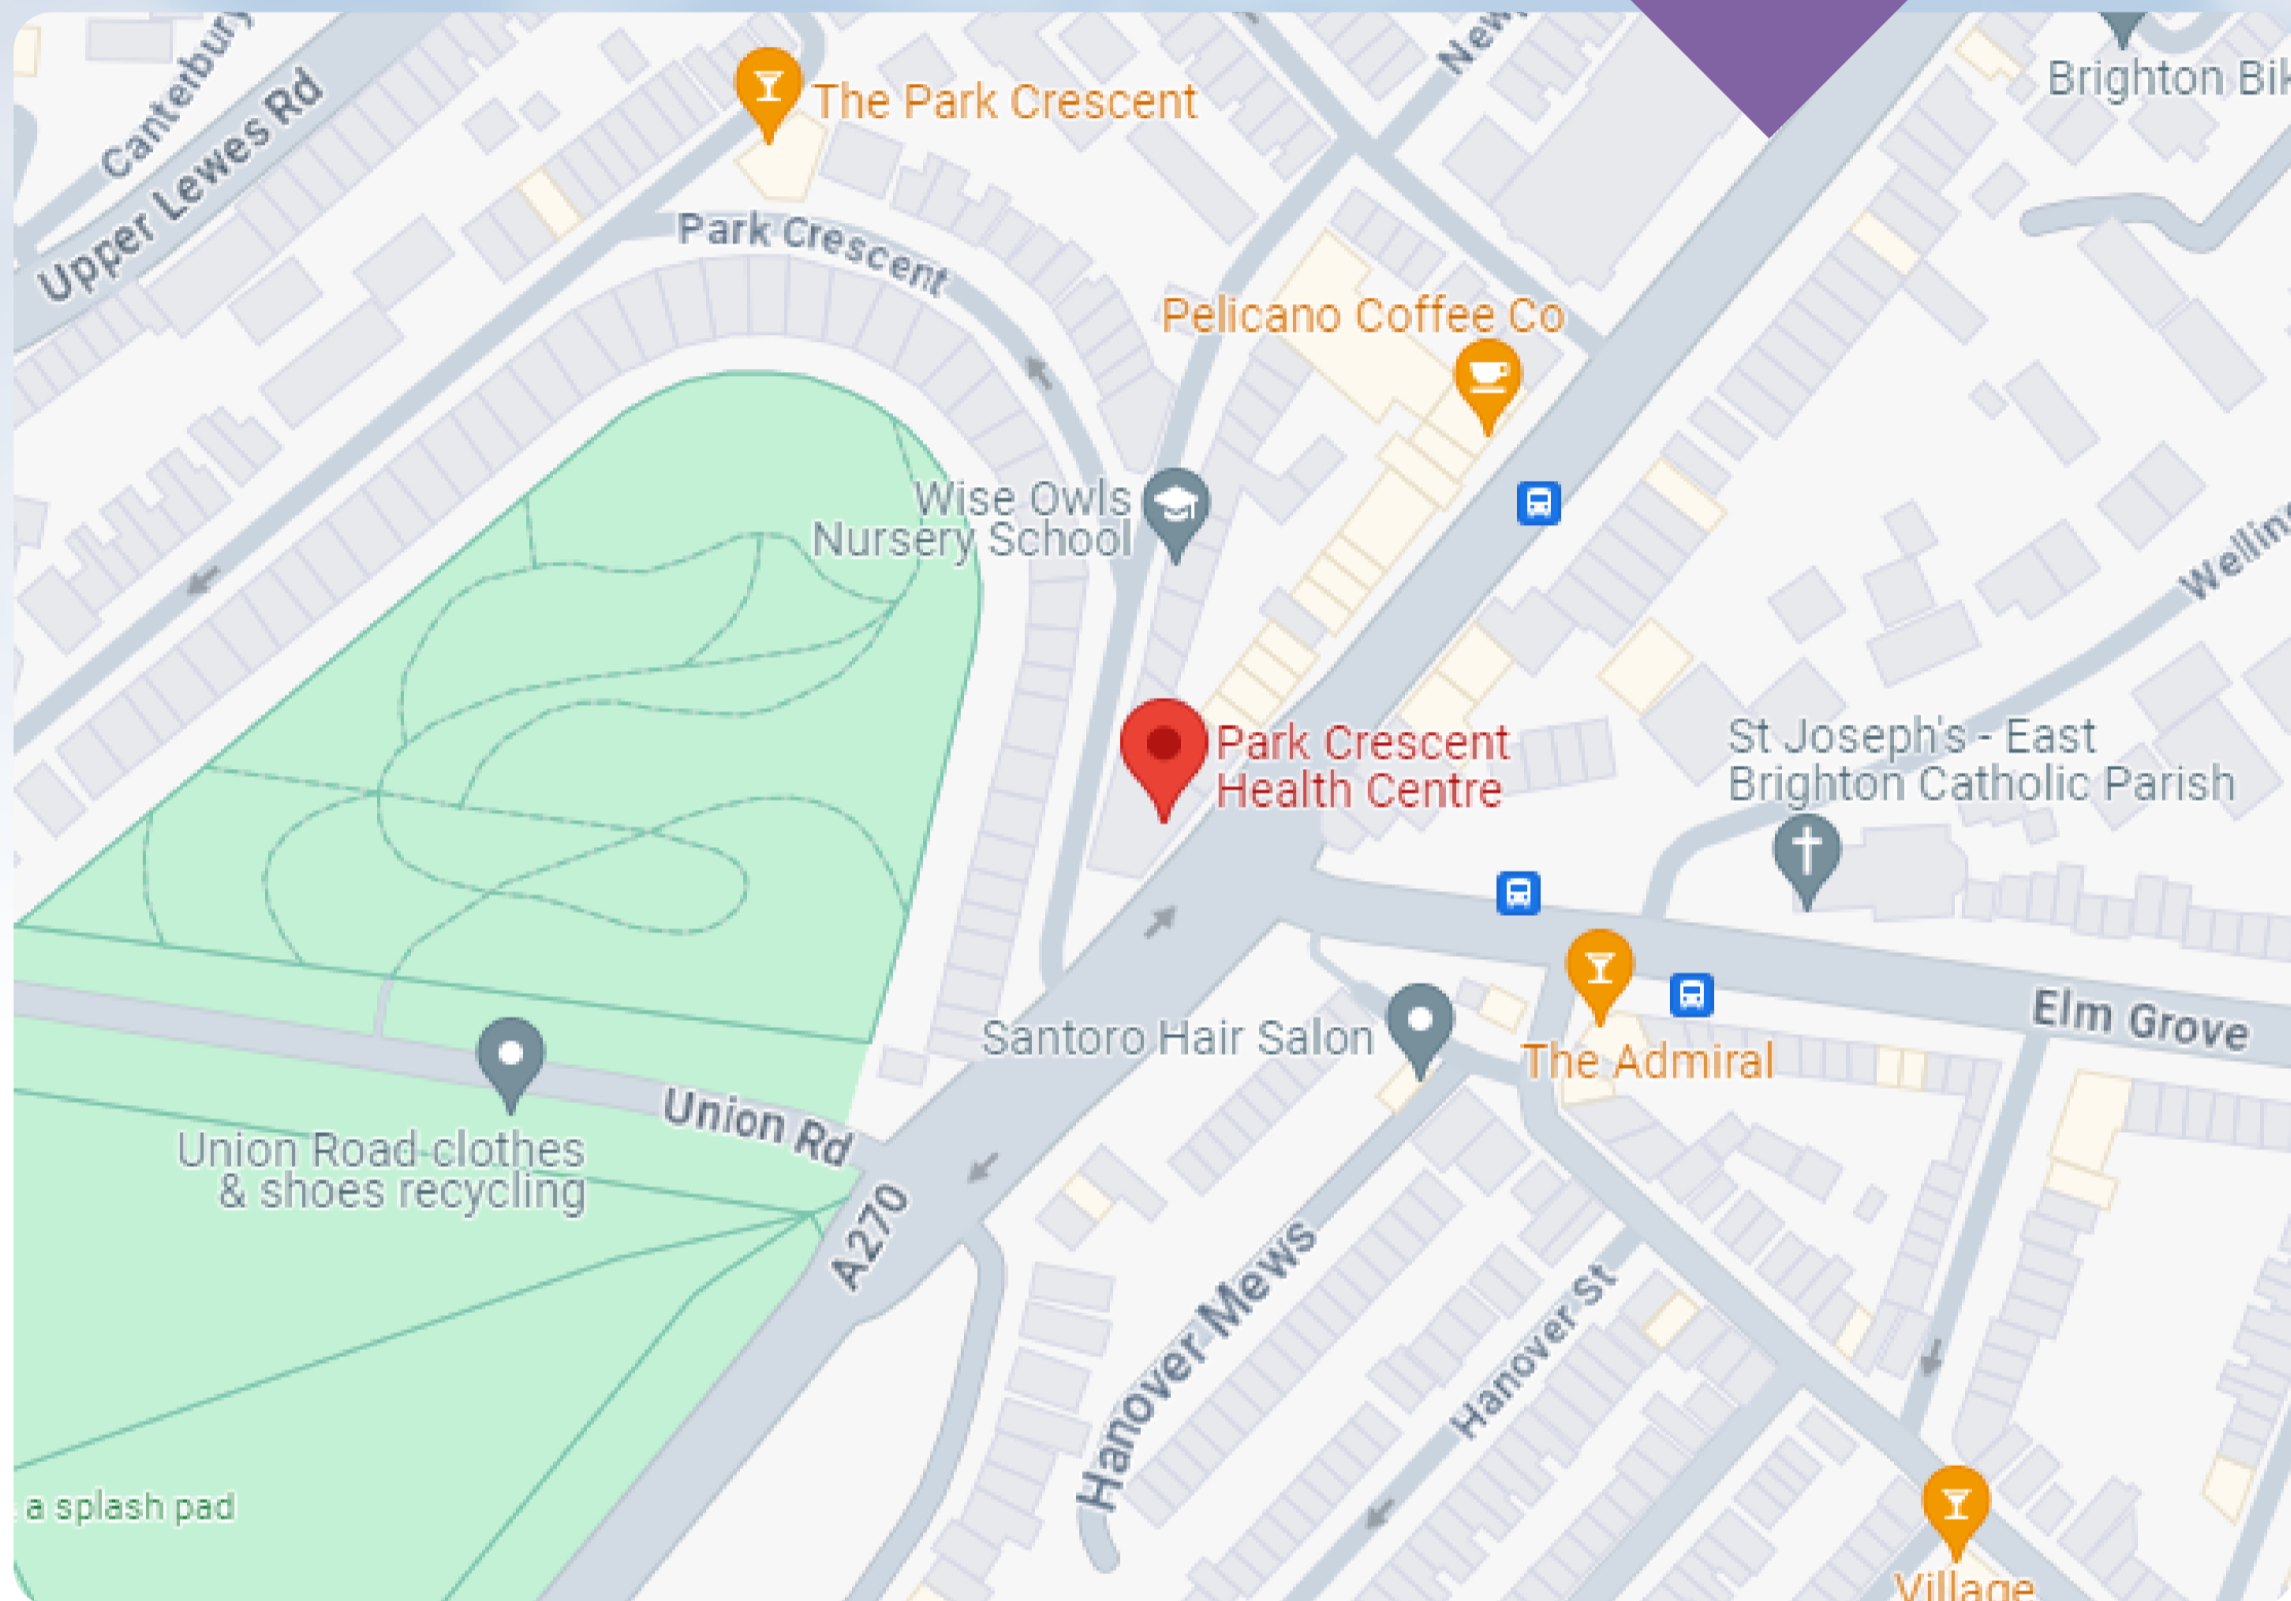 Canterbury
Upper Lewes Rd
The Park Crescent
New
Brighton Bik
Park Crescent
Pelicano Coffee Co
Wise Owls
Nursery School
Wellin
Park Crescent
Health Centre
St Joseph's - East
Brighton Catholic Parish
Elm Grove
Santoro Hair Salon
The Admiral
Union Rd
Union Road clothes
& shoes recycling
A270
Hanover Mews
Hanover St
a splash pad
Village